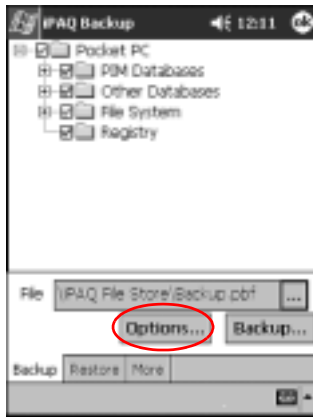 iPAQ Backup 12:11 ok
Pocket PC
PIM Databases
Other Databases
File System
Registry
File \iPAQ File Store\Backup.pbf ...
Options... Backup...
Backup Restore More